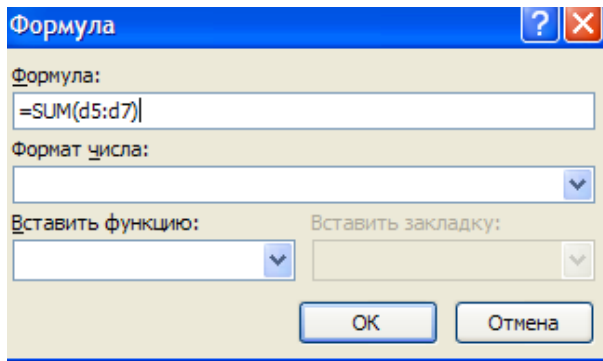 Формула
Формула:
=SUM(d5:d7)
Формат числа:
Вставить функцию:
Вставить закладку:
ОК
Отмена